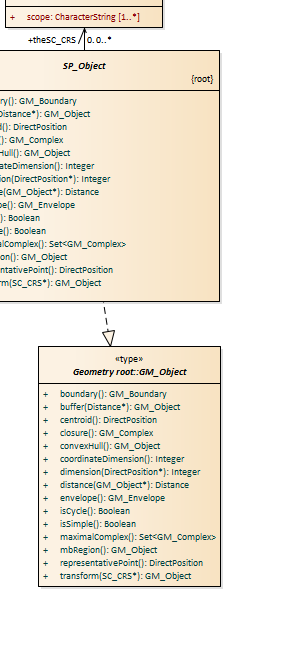 + scope: CharacterString [1..*]
+theSC_CRS 0..*
SP_Object
{root}
ry(): GM_Boundary
Distance*): GM_Object
d(): DirectPosition
(): GM_Complex
Hull(): GM_Object
ateDimension(): Integer
ion(DirectPosition*): Integer
e(GM_Object*): Distance
pe(): GM_Envelope
(): Boolean
e(): Boolean
alComplex(): Set<GM_Complex>
on(): GM_Object
entativePoint(): DirectPosition
rm(SC_CRS*): GM_Object
«type»
Geometry root::GM_Object
+ boundary(): GM_Boundary
+ buffer(Distance*): GM_Object
+ centroid(): DirectPosition
+ closure(): GM_Complex
+ convexHull(): GM_Object
+ coordinateDimension(): Integer
+ dimension(DirectPosition*): Integer
+ distance(GM_Object*): Distance
+ envelope(): GM_Envelope
+ isCycle(): Boolean
+ isSimple(): Boolean
+ maximalComplex(): Set<GM_Complex>
+ mbRegion(): GM_Object
+ representativePoint(): DirectPosition
+ transform(SC_CRS*): GM_Object